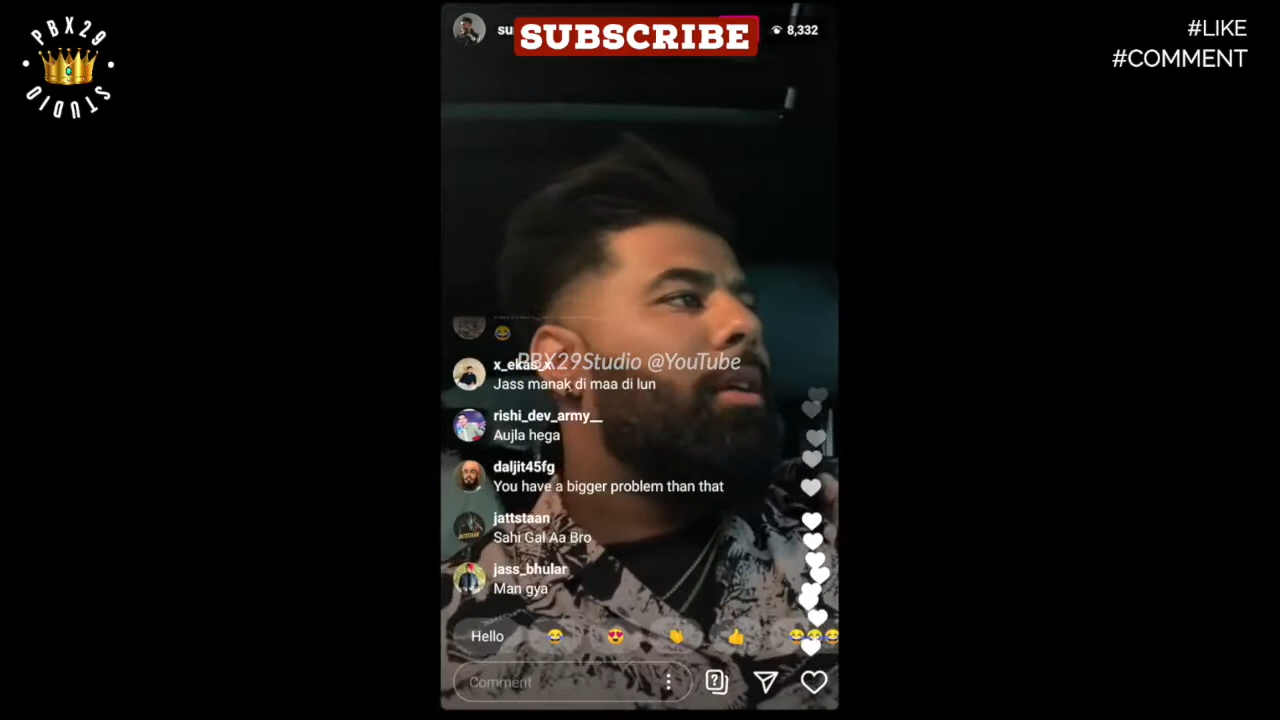 PBX29
STUDIO
su
SUBSCRIBE
8,332
#LIKE
#COMMENT
PBX29Studio @YouTube
x_ekas_x
Jass manak di maa di lun
rishi_dev_army__
Aujla hega
daljit45fg
You have a bigger problem than that
jattstaan
Sahi Gal Aa Bro
jass_bhular
Man gya
Hello
Comment